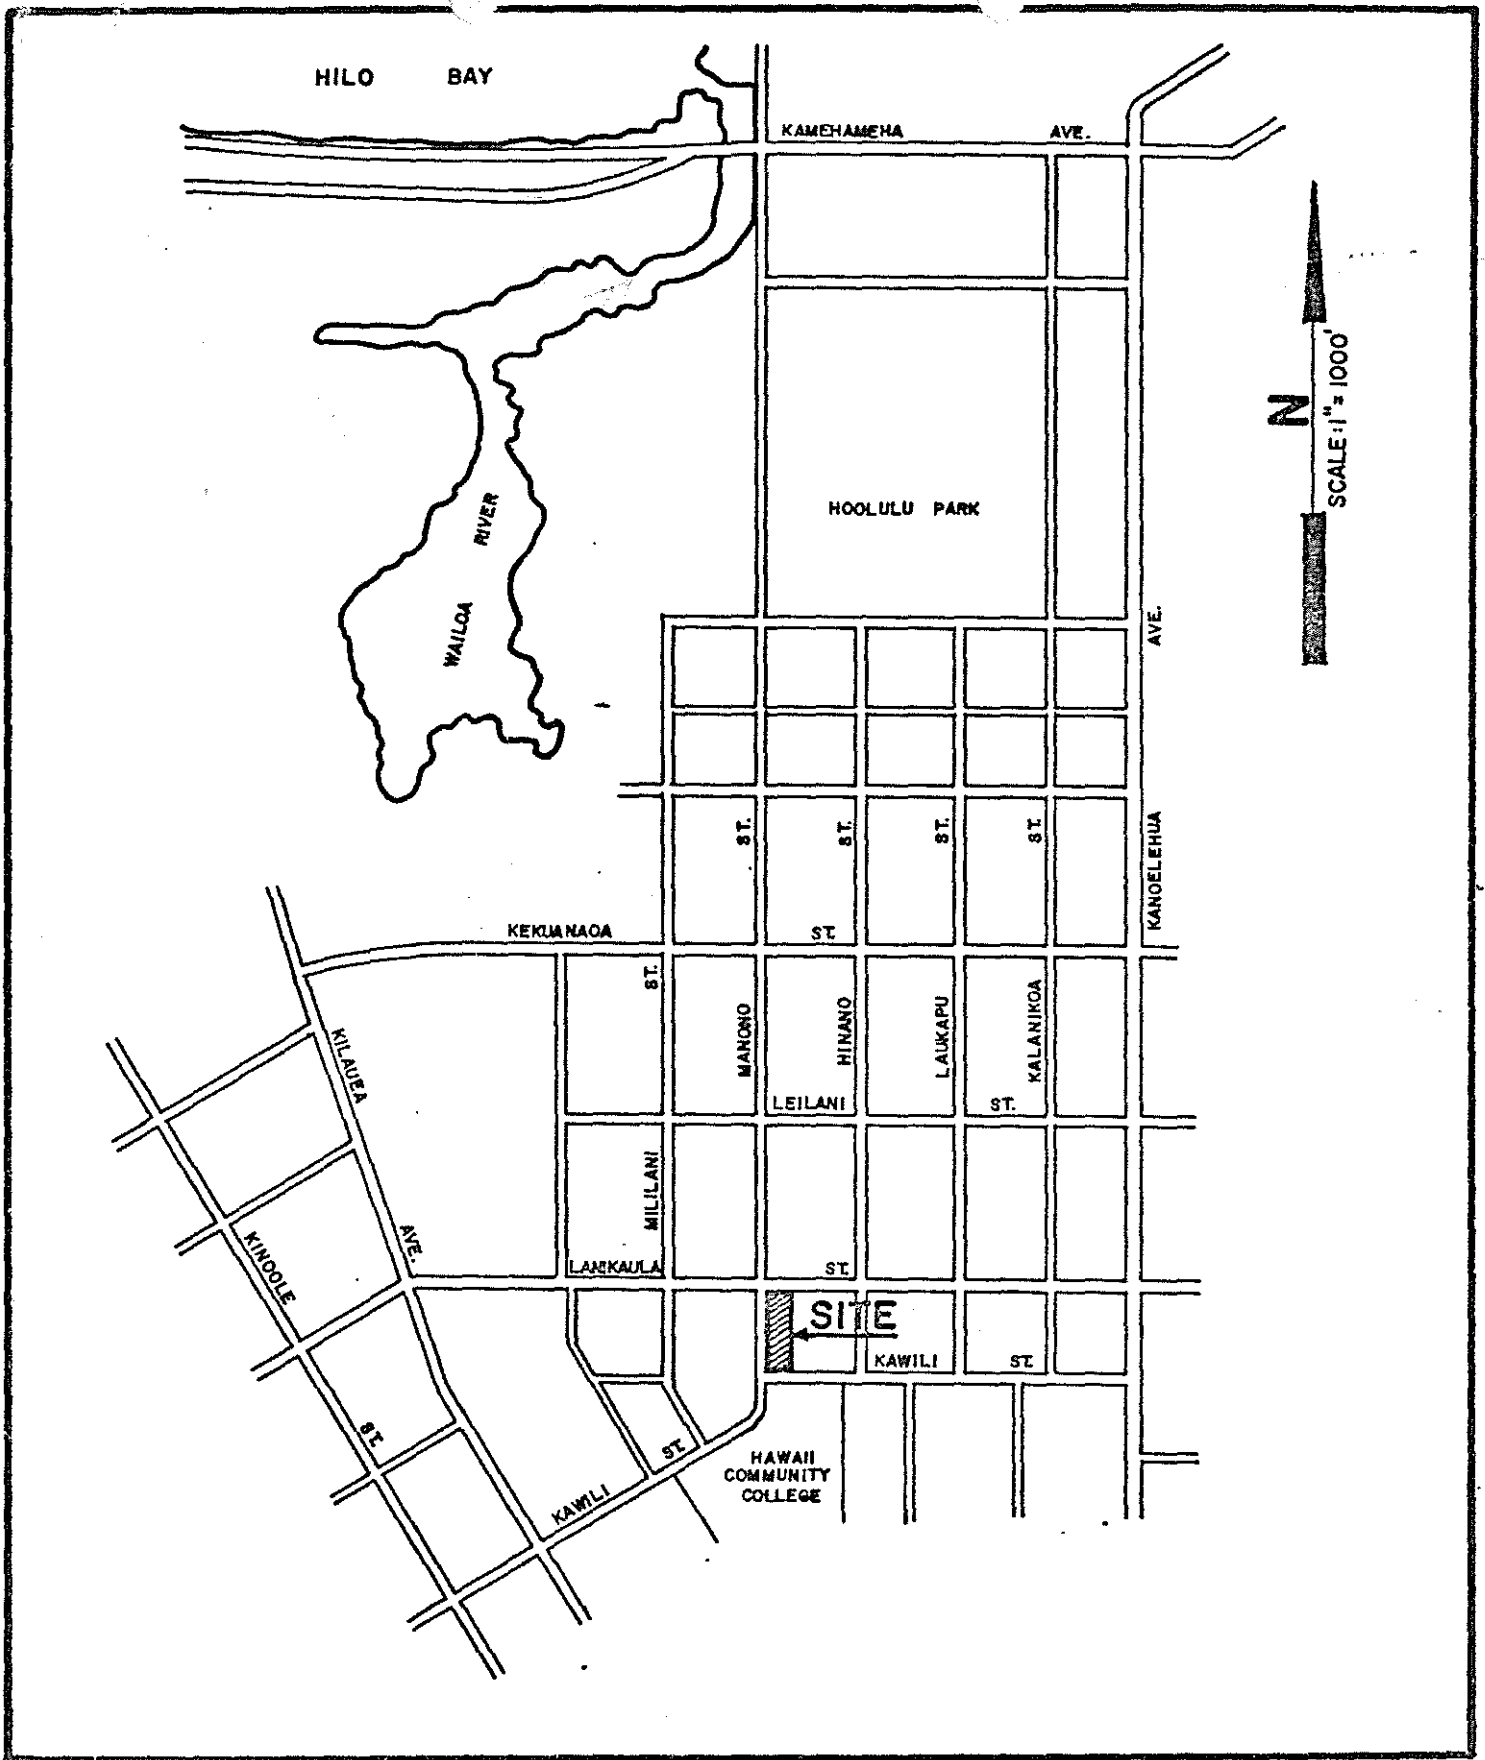 HILO BAY
KAMEHAMEHA AVE.
N
SCALE: 1" = 1000'
RIVER
WAILOA
HOOLULU PARK
AVE.
KANOELEHUA
ST.
ST.
ST.
ST.
KEKUANAOA ST.
ST.
MILILANI
MANONO
HINANO
LAUKAPU
KALANIKOA
KILAUEA
AVE.
LEILANI ST.
KINOOLE
ST.
LANIKAULA ST.
SITE
KAWILI ST.
KAWILI ST.
HAWAII
COMMUNITY
COLLEGE